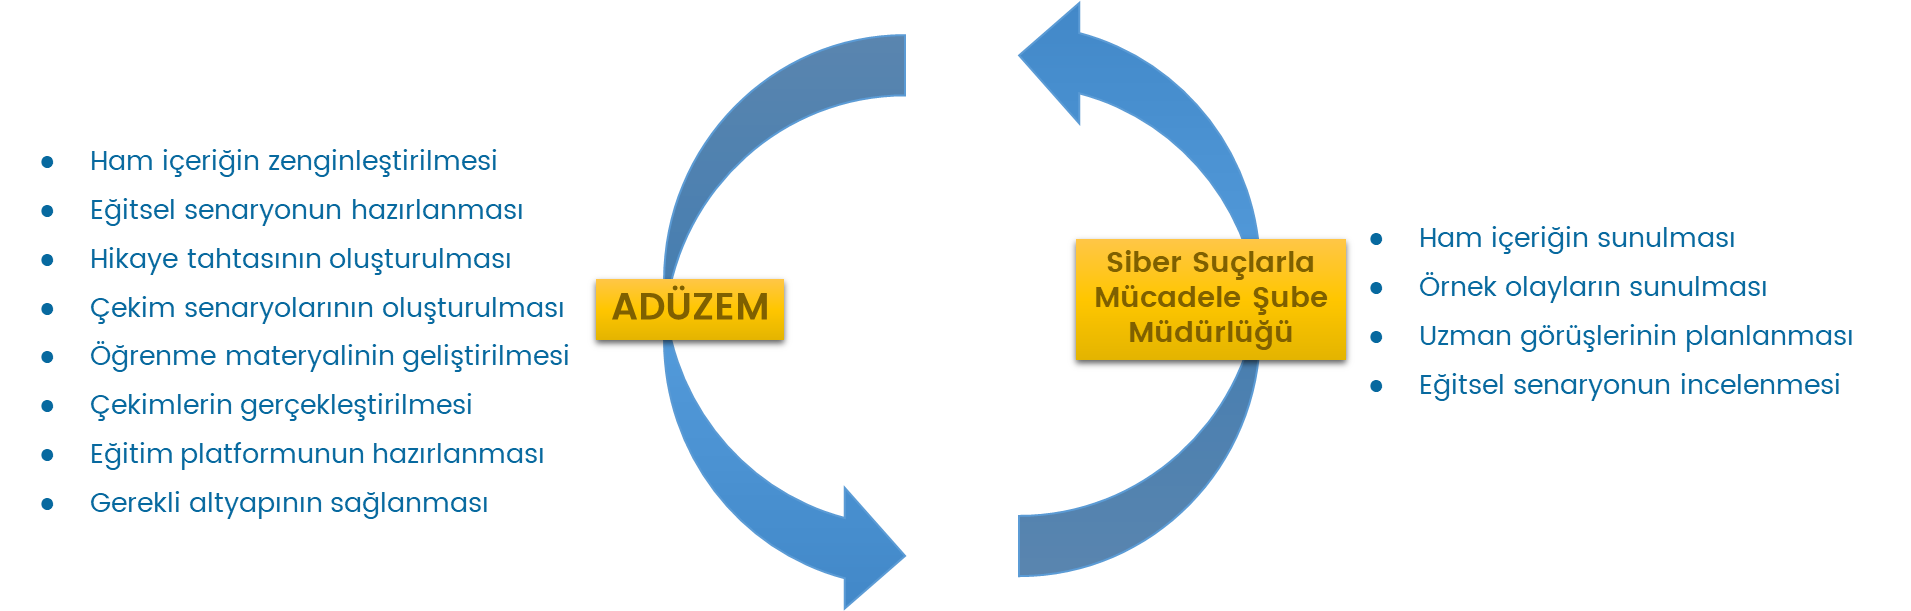 ● Ham içeriğin zenginleştirilmesi
● Eğitsel senaryonun hazırlanması
● Hikaye tahtasının oluşturulması
● Çekim senaryolarının oluşturulması
● Öğrenme materyalinin geliştirilmesi
● Çekimlerin gerçekleştirilmesi
● Eğitim platformunun hazırlanması
● Gerekli altyapının sağlanması
ADÜZEM
Siber Suçlarla
Mücadele Şube
Müdürlüğü
● Ham içeriğin sunulması
● Örnek olayların sunulması
● Uzman görüşlerinin planlanması
● Eğitsel senaryonun incelenmesi